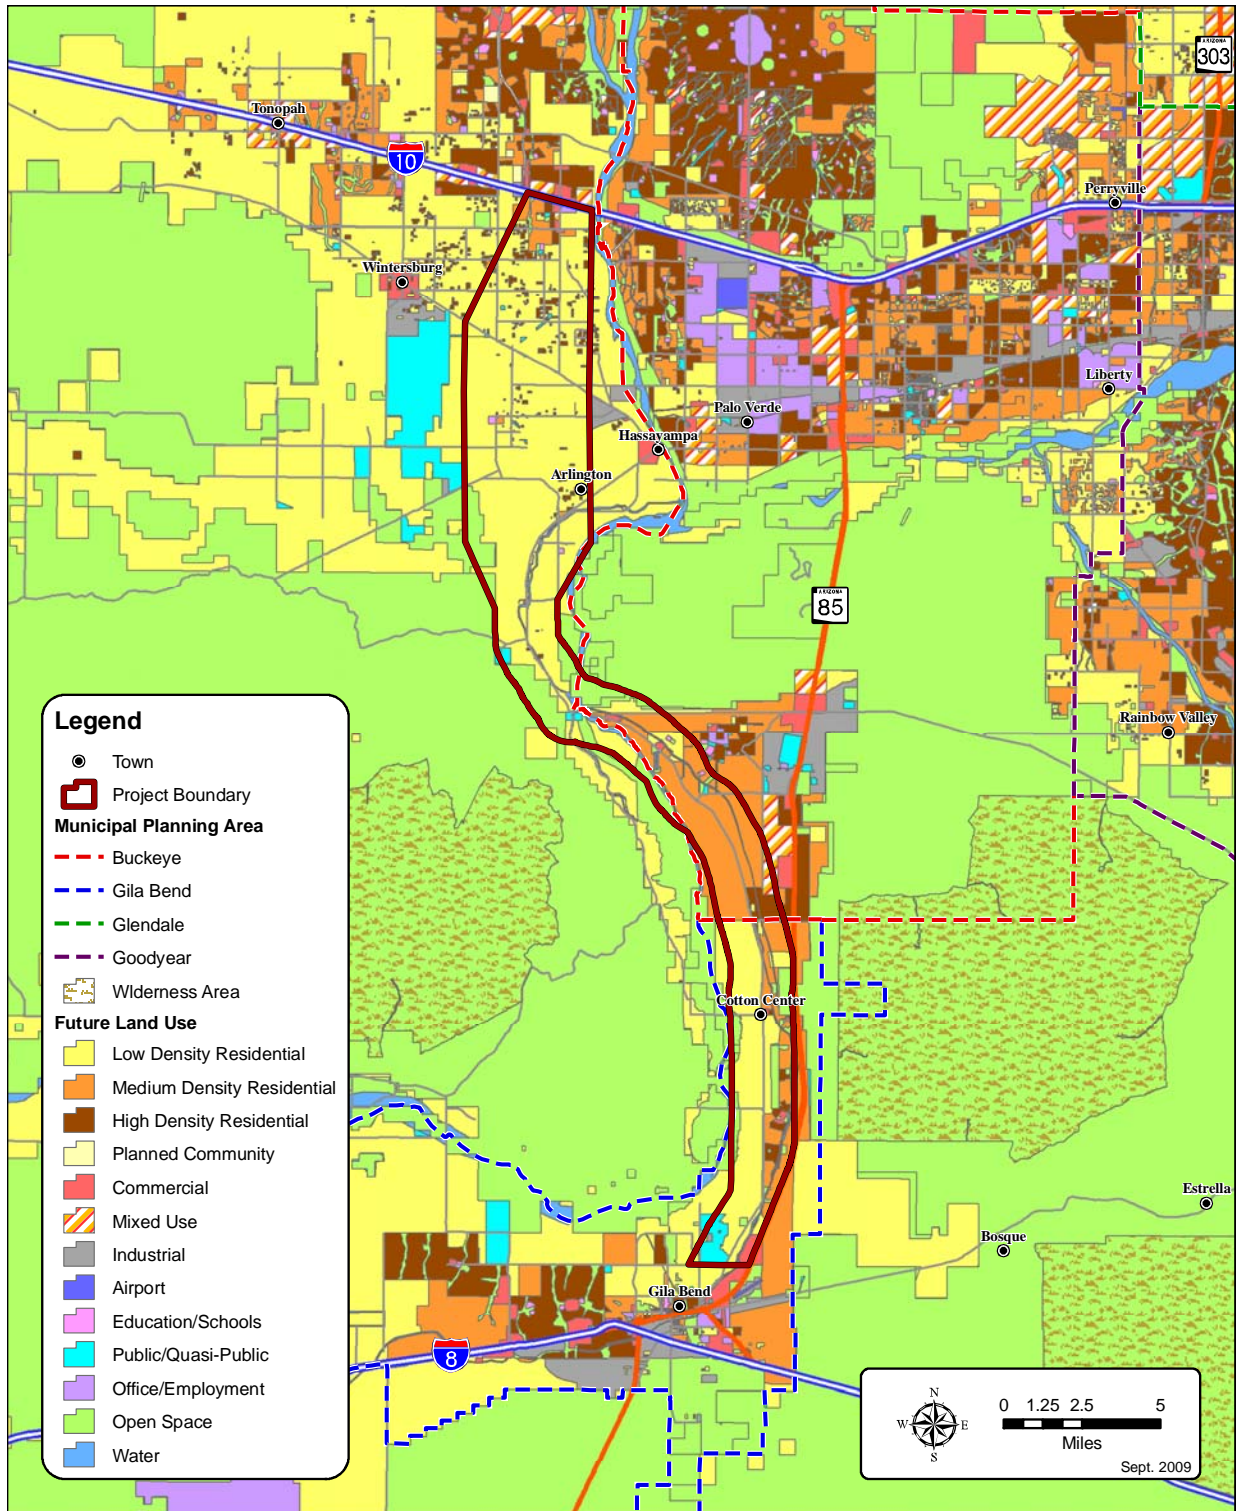 ARIZONA
303
Tonopah
10
Perryville
Wintersburg
Liberty
Palo Verde
Hassayampa
Arlington
ARIZONA
85
Rainbow Valley
Legend
Town
Project Boundary
Municipal Planning Area
Buckeye
Gila Bend
Glendale
Goodyear
WIderness Area
Future Land Use
Low Density Residential
Medium Density Residential
High Density Residential
Planned Community
Commercial
Mixed Use
Industrial
Airport
Education/Schools
Public/Quasi-Public
Office/Employment
Open Space
Water
Cotton Center
Estrella
Bosque
Gila Bend
8
N
W E
S
0 1.25 2.5 5
Miles
Sept. 2009